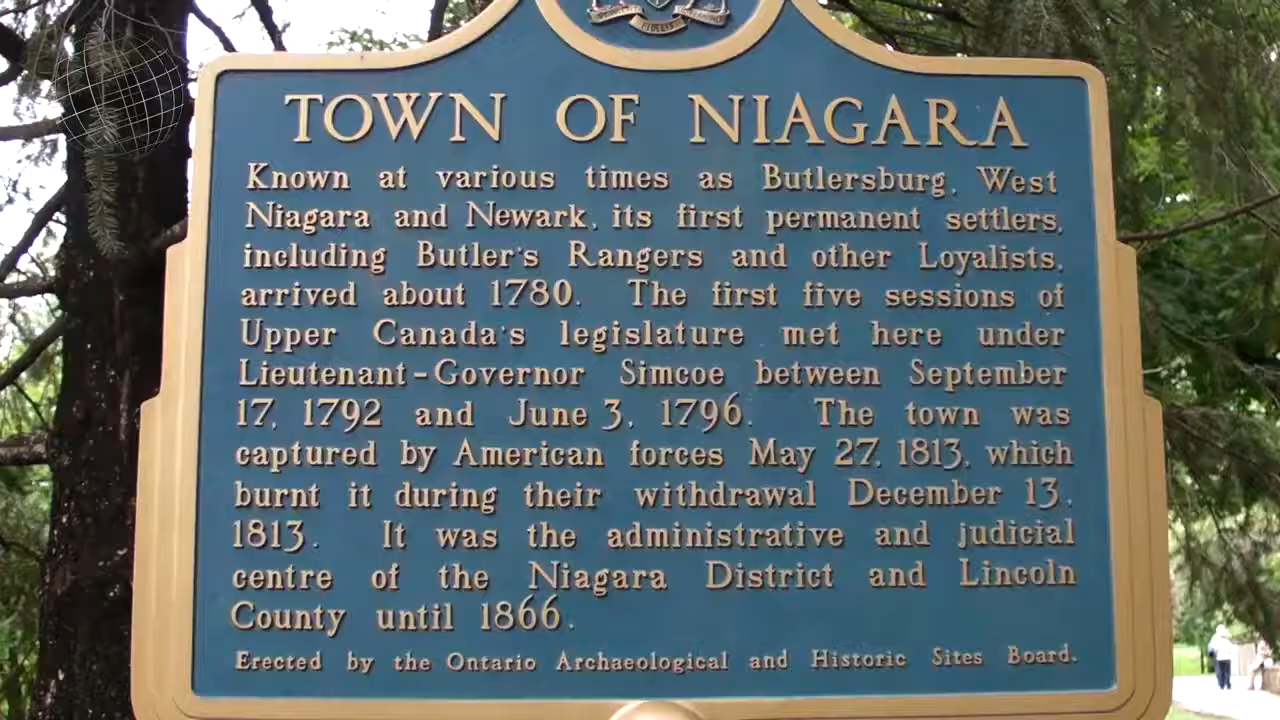 TOWN OF NIAGARA
Known at various times as Butlersburg, West
Niagara and Newark, its first permanent settlers,
including Butler's Rangers and other Loyalists,
arrived about 1780. The first five sessions of
Upper Canada's legislature met here under
Lieutenant-Governor Simcoe between September
17, 1792 and June 3, 1796. The town was
captured by American forces May 27, 1813, which
burnt it during their withdrawal December 13,
1813. It was the administrative and judicial
centre of the Niagara District and Lincoln
County until 1866.
Erected by the Ontario Archaeological and Historic Sites Board.